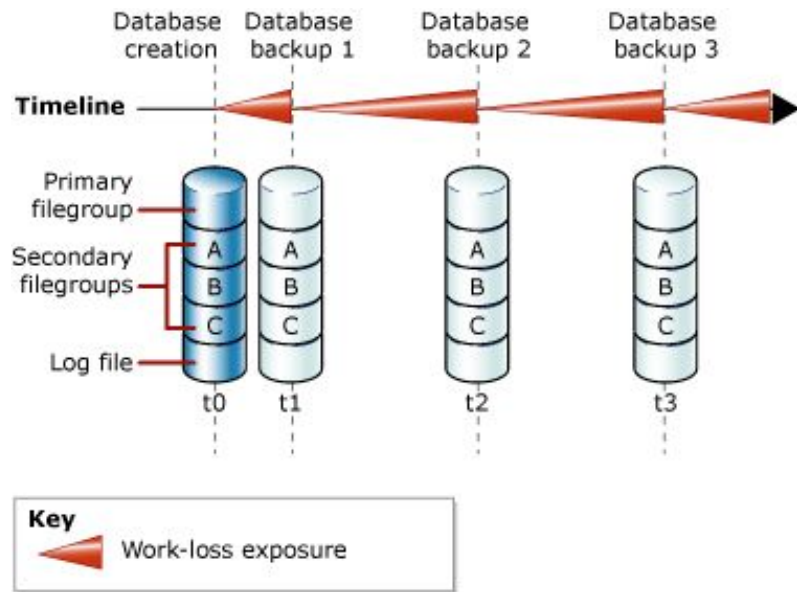 Database creation
Database backup 1
Database backup 2
Database backup 3
Timeline
Primary filegroup
Secondary filegroups
Log file
A
B
C
A
B
C
A
B
C
A
B
C
t0
t1
t2
t3
Key
Work-loss exposure